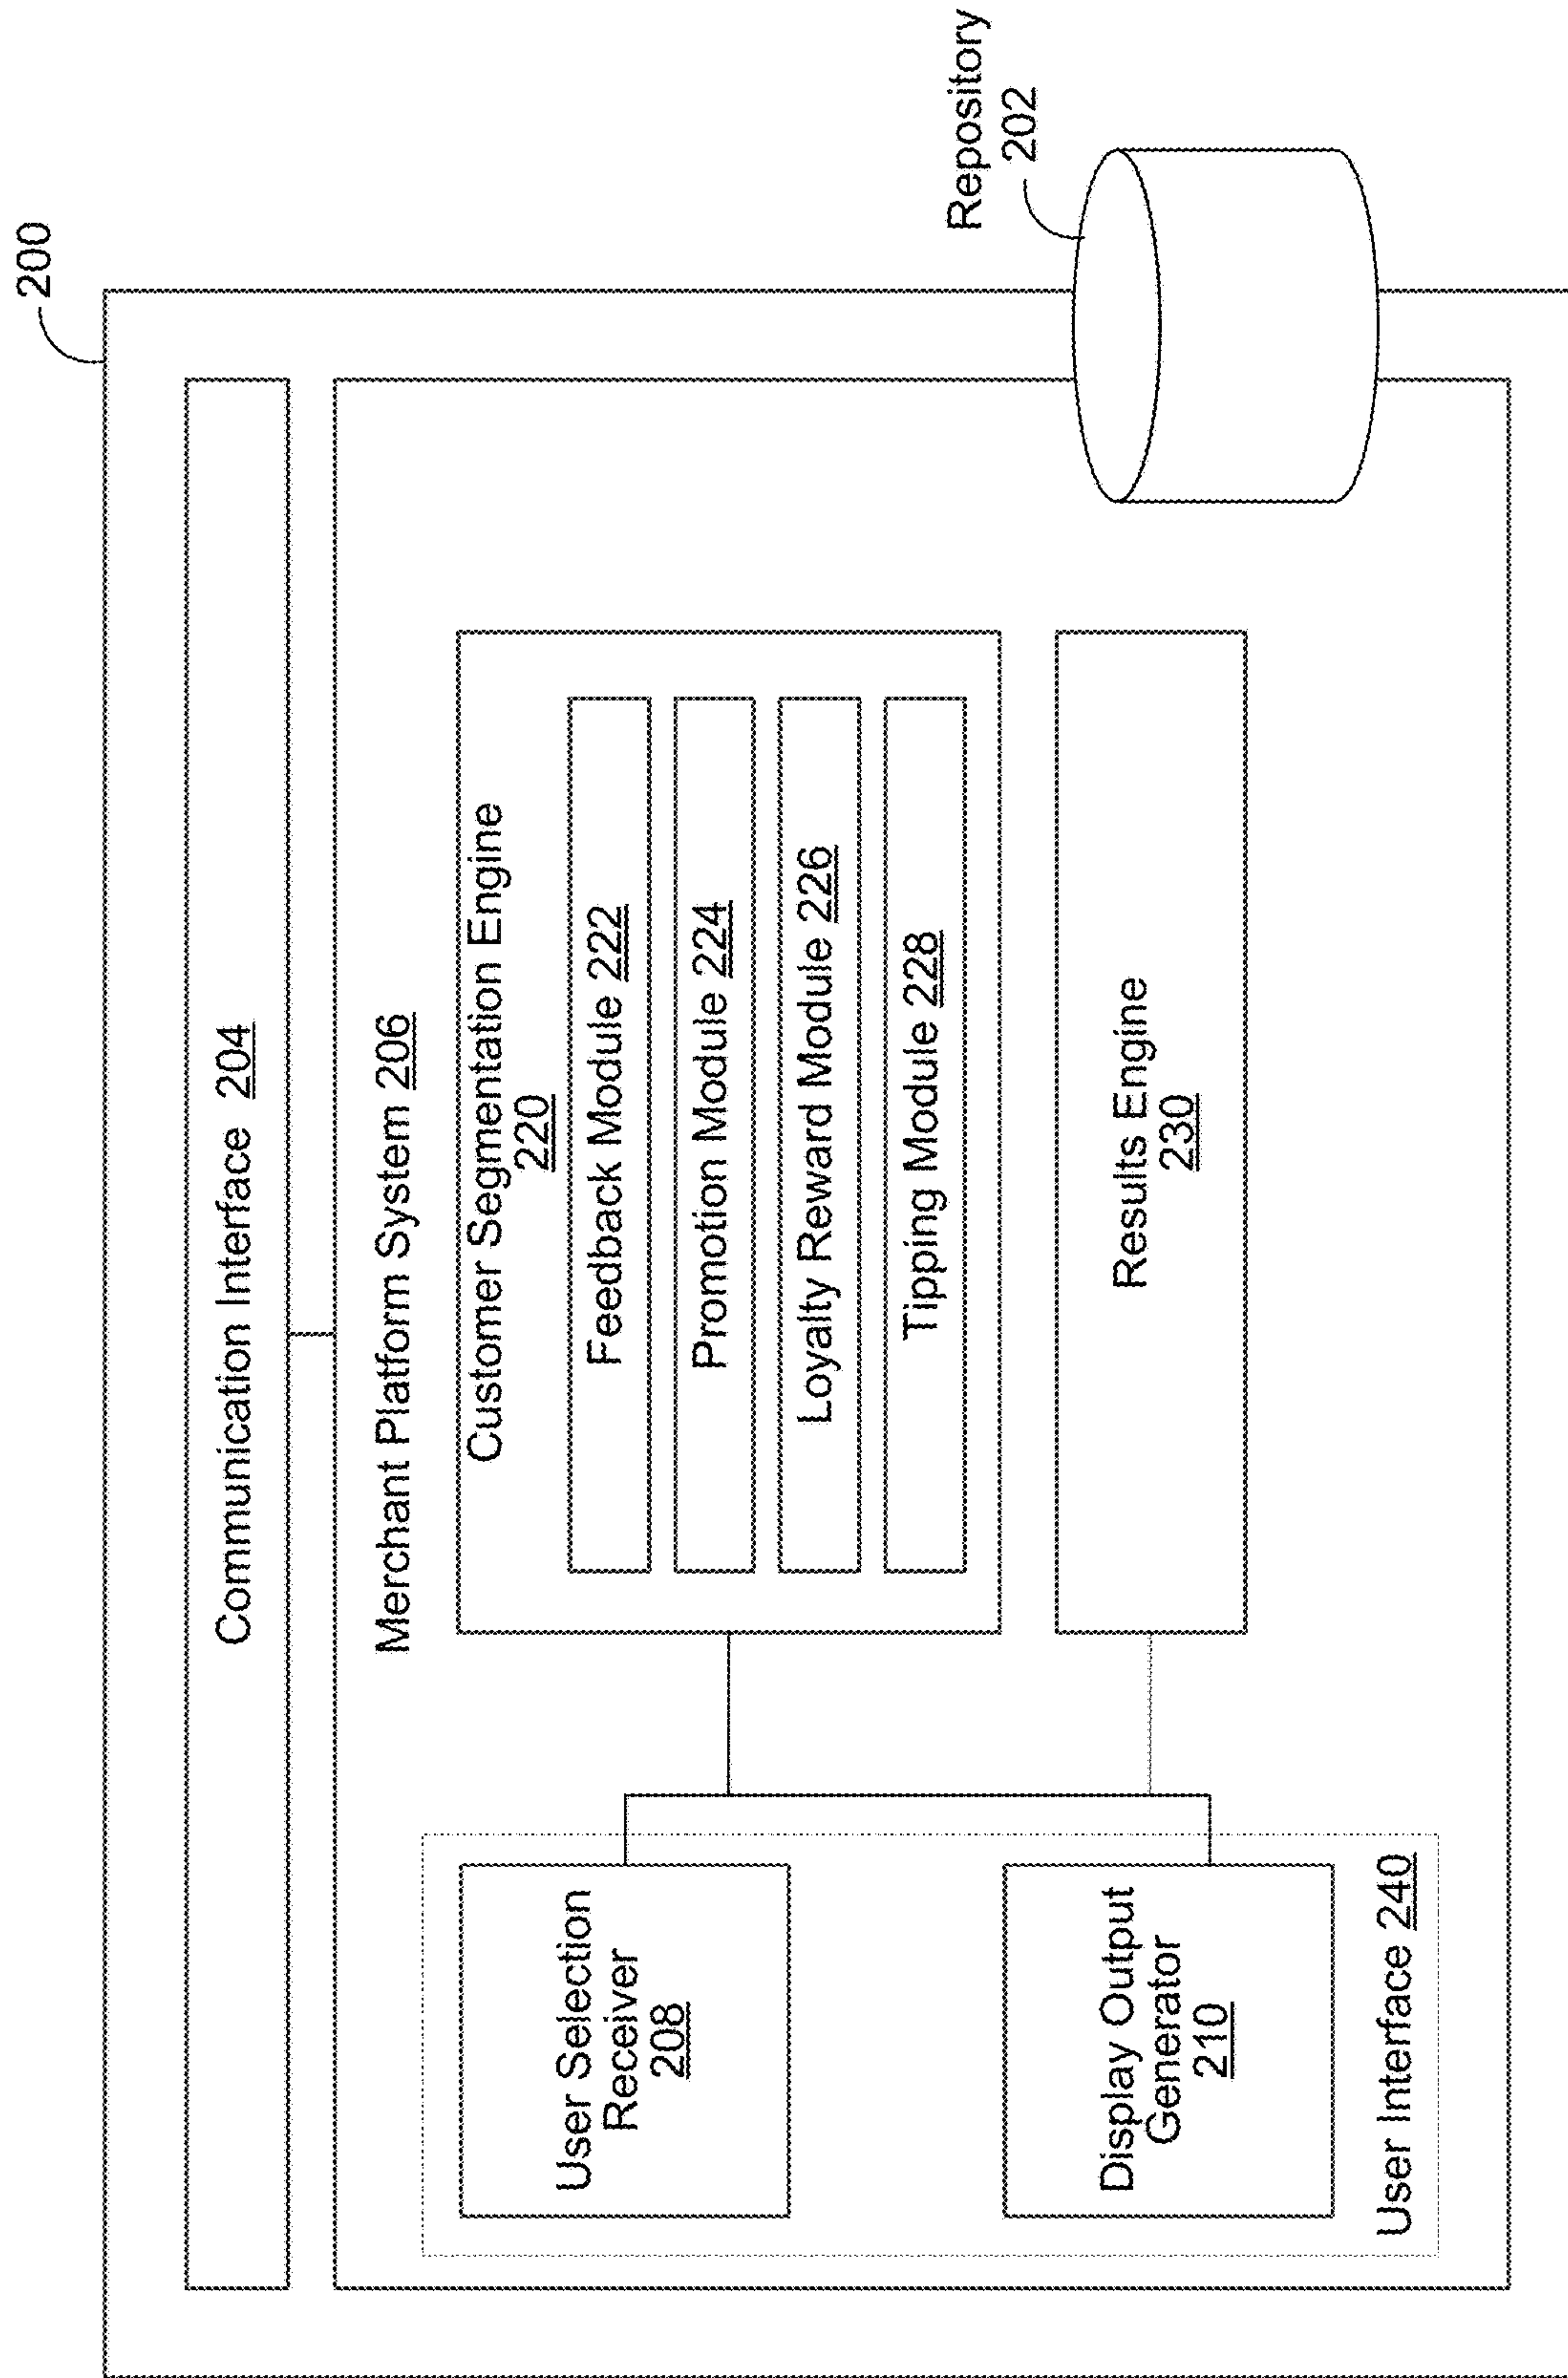 200
Communication Interface 204
Merchant Platform System 206
User Selection
Receiver
208
Customer Segmentation Engine
220
Feedback Module 222
Promotion Module 224
Loyalty Reward Module 226
Tipping Module 228
Display Output
Generator
210
User Interface 240
Results Engine
230
Repository
202